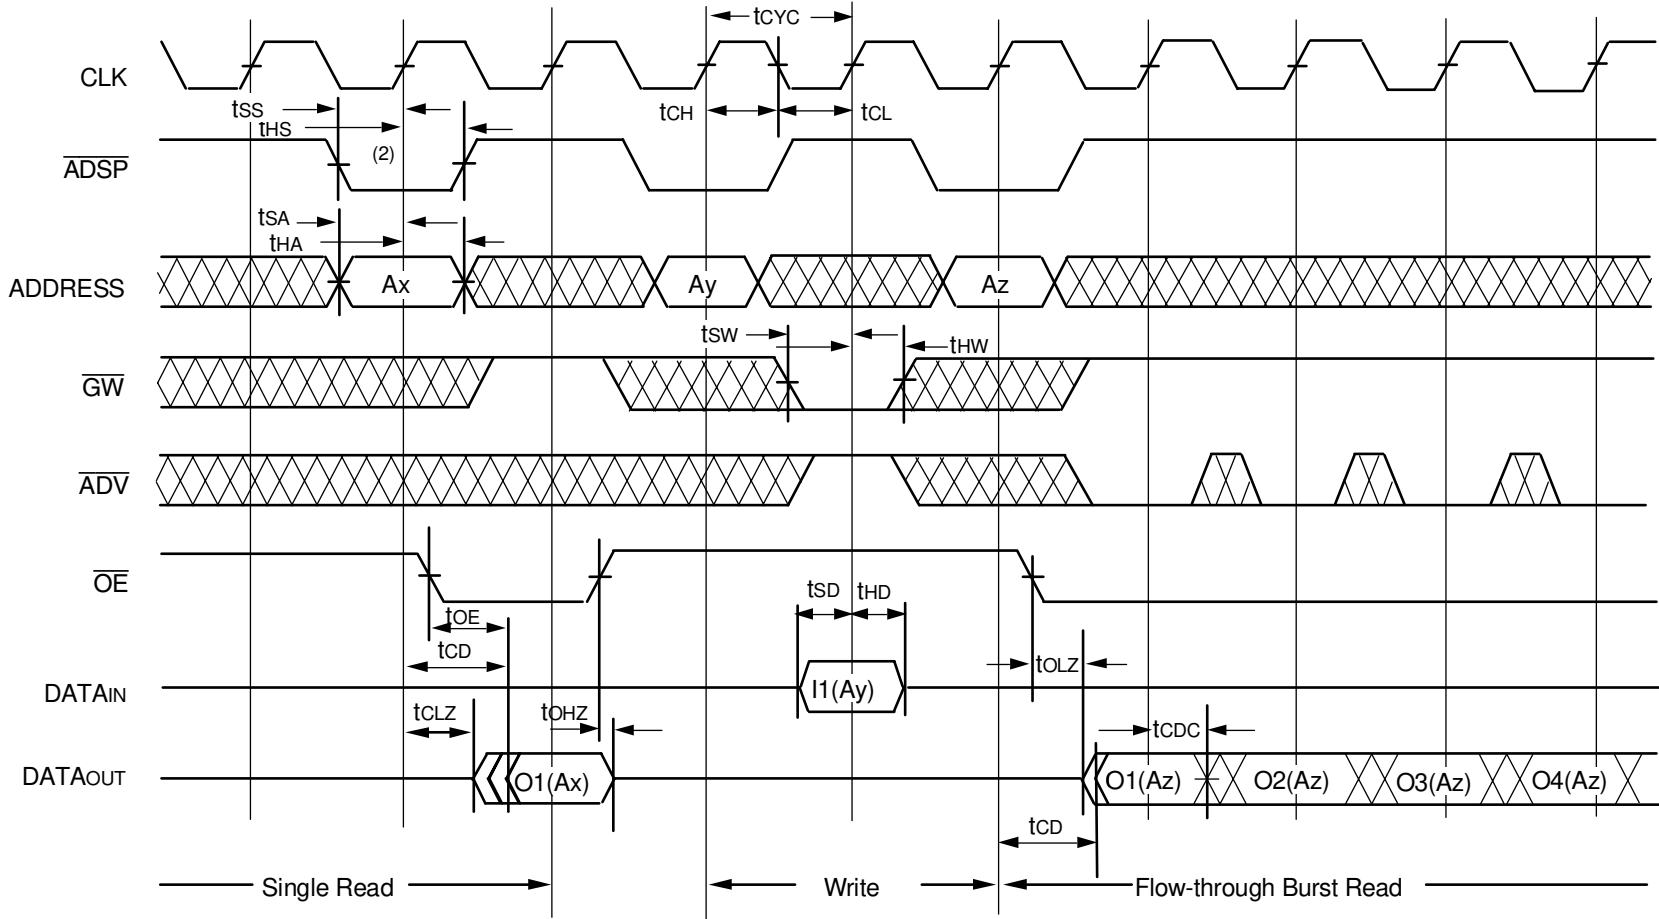 tCYC
CLK
tSS
tHS
tCH
tCL
(2)
ADSP
tSA
tHA
ADDRESS
Ax
Ay
Az
tSW
tHW
GW
ADV
OE
tOE
tSD
tHD
tCD
tOLZ
DATAIN
I1(Ay)
tCLZ
tOHZ
tCDC
DATAOUT
O1(Ax)
O1(Az)
O2(Az)
O3(Az)
O4(Az)
tCD
Single Read
Write
Flow-through Burst Read